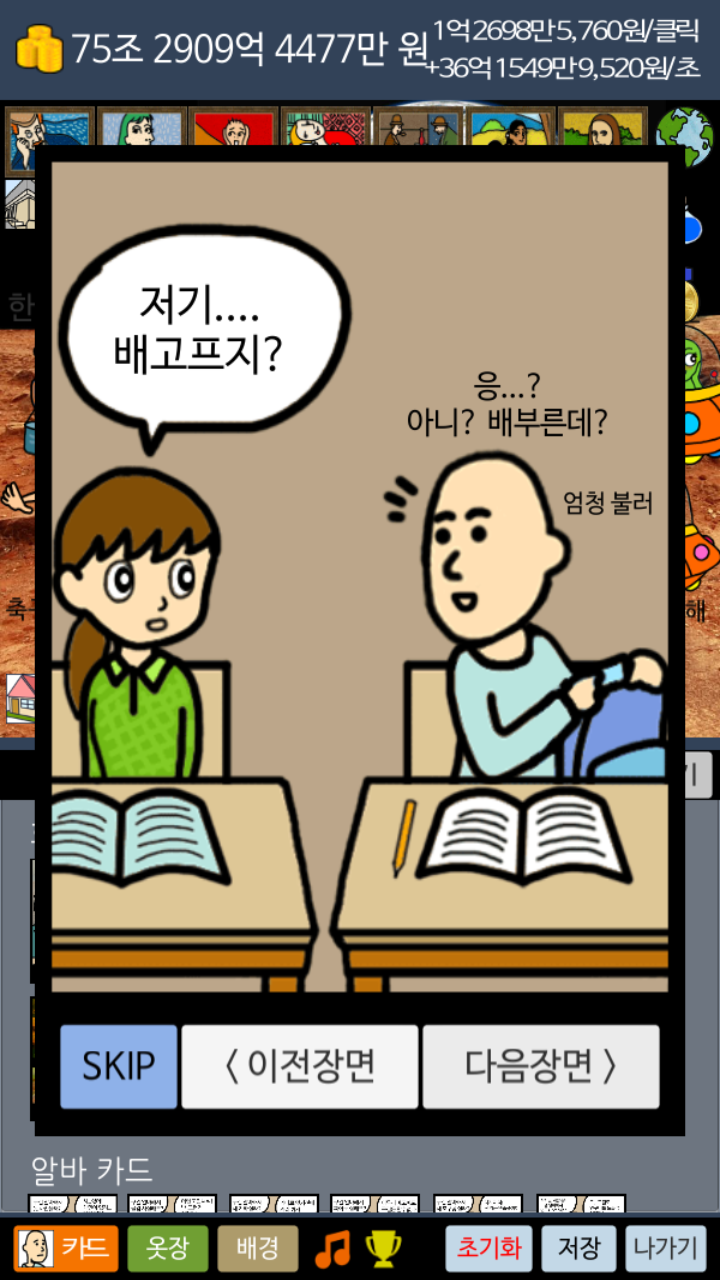 75조 2909억 4477만 원
1억 2698만 5,760원/클릭
+36억 1549만 9,520원/초
한
저기....
배고프지?
응...?
아니? 배부른데?
엄청 불러
축
해
기
SKIP
< 이전장면
다음장면 >
알바 카드
카드
옷장
배경
초기화
저장
나가기